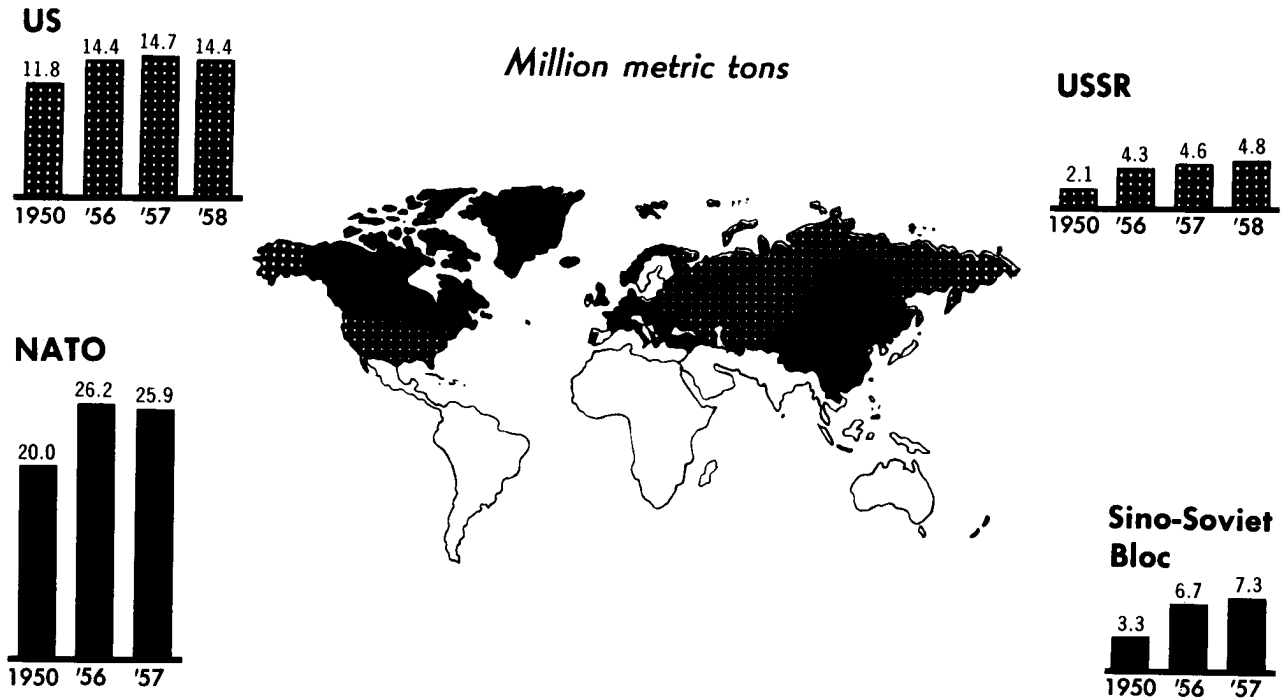 US
11.8 14.4 14.7 14.4
1950 '56 '57 '58
Million metric tons
USSR
2.1 4.3 4.6 4.8
1950 '56 '57 '58
NATO
20.0 26.2 25.9
1950 '56 '57
Sino-Soviet
Bloc
3.3 6.7 7.3
1950 '56 '57